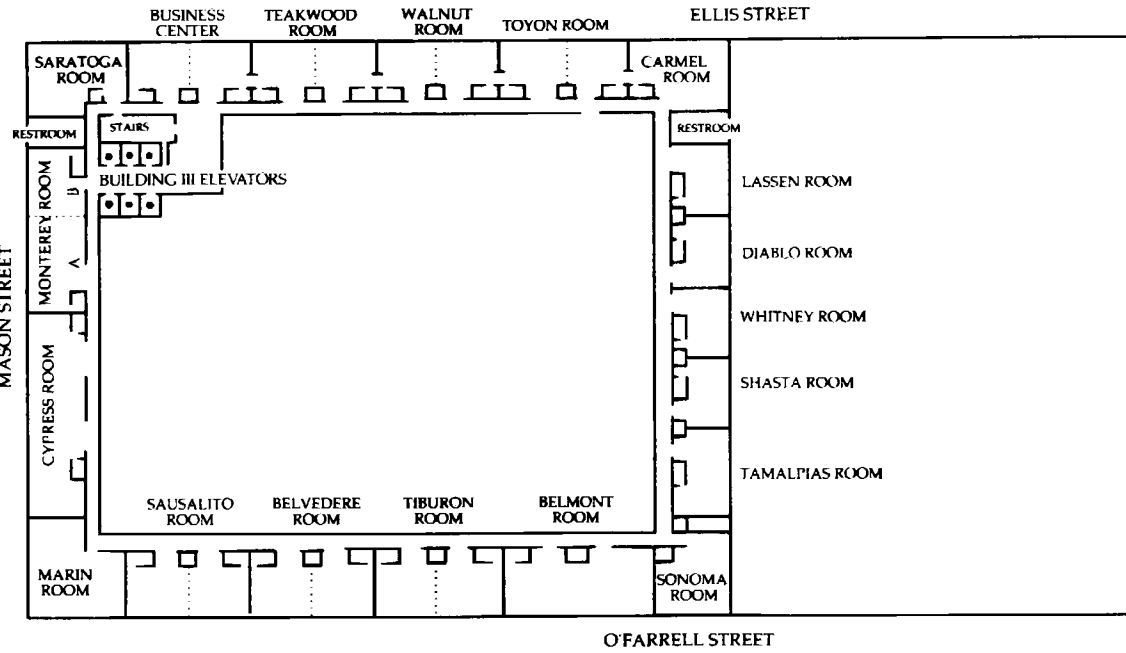 BUSINESS
CENTER
TEAKWOOD
ROOM
WALNUT
ROOM
TOYON ROOM
ELLIS STREET
SARATOGA
ROOM
CARMEL
ROOM
RESTROOM
STAIRS
RESTROOM
BUILDING III ELEVATORS
MONTEREY ROOM
B
A
LASSEN ROOM
DIABLO ROOM
MASON STREET
WHITNEY ROOM
CYPRESS ROOM
SHASTA ROOM
TAMALPIAS ROOM
SAUSALITO
ROOM
BELVEDERE
ROOM
TIBURON
ROOM
BELMONT
ROOM
MARIN
ROOM
SONOMA
ROOM
O'FARRELL STREET